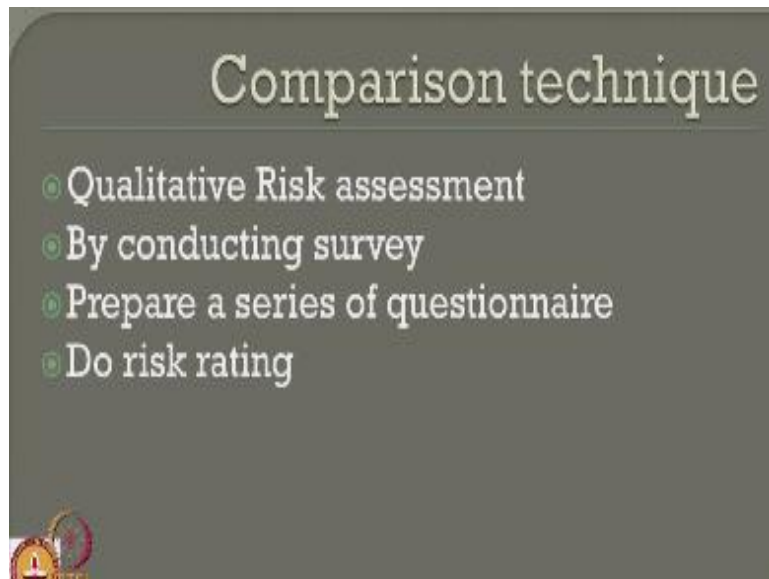 Comparison technique
Qualitative Risk assessment
By conducting survey
Prepare a series of questionnaire
Do risk rating